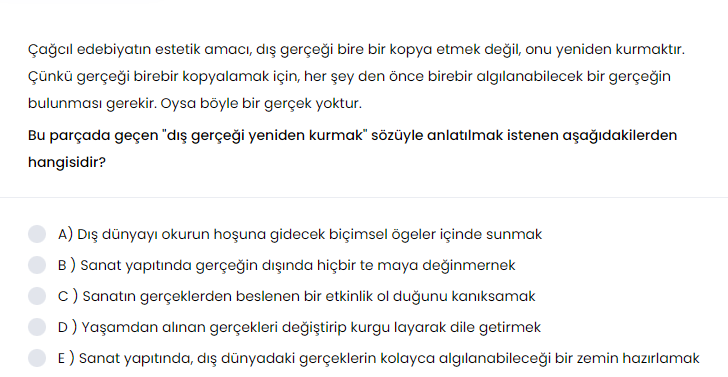 Çağcıl edebiyatın estetik amacı, dış gerçeği bire bir kopya etmek değil, onu yeniden kurmaktır.
Çünkü gerçeği birebir kopyalamak için, her şey den önce birebir algılanabilecek bir gerçeğin
bulunması gerekir. Oysa böyle bir gerçek yoktur.
Bu parçada geçen "dış gerçeği yeniden kurmak" sözüyle anlatılmak istenen aşağıdakilerden
hangisidir?
A) Dış dünyayı okurun hoşuna gidecek biçimsel ögeler içinde sunmak
B ) Sanat yapıtında gerçeğin dışında hiçbir te maya değinmernek
C ) Sanatın gerçeklerden beslenen bir etkinlik ol duğunu kanıksamak
D ) Yaşamdan alınan gerçekleri değiştirip kurgu layarak dile getirmek
E ) Sanat yapıtında, dış dünyadaki gerçeklerin kolayca algılanabileceği bir zemin hazırlamak